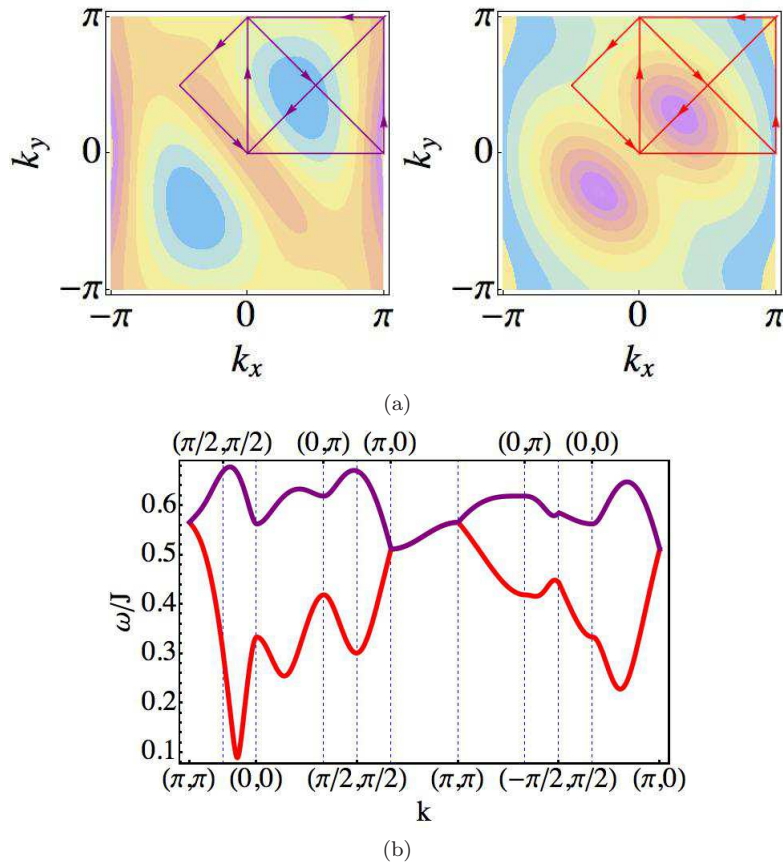 π
π
k_y
0
k_y
0
−π
−π
−π
0
π
−π
0
π
k_x
k_x
(a)
(π/2,π/2)
(0,π)
(π,0)
(0,π)
(0,0)
0.6
0.5
0.4
0.3
0.2
0.1
ω/J
(π,π)
(0,0)
(π/2,π/2)
(π,π)
(−π/2,π/2)
(π,0)
k
(b)